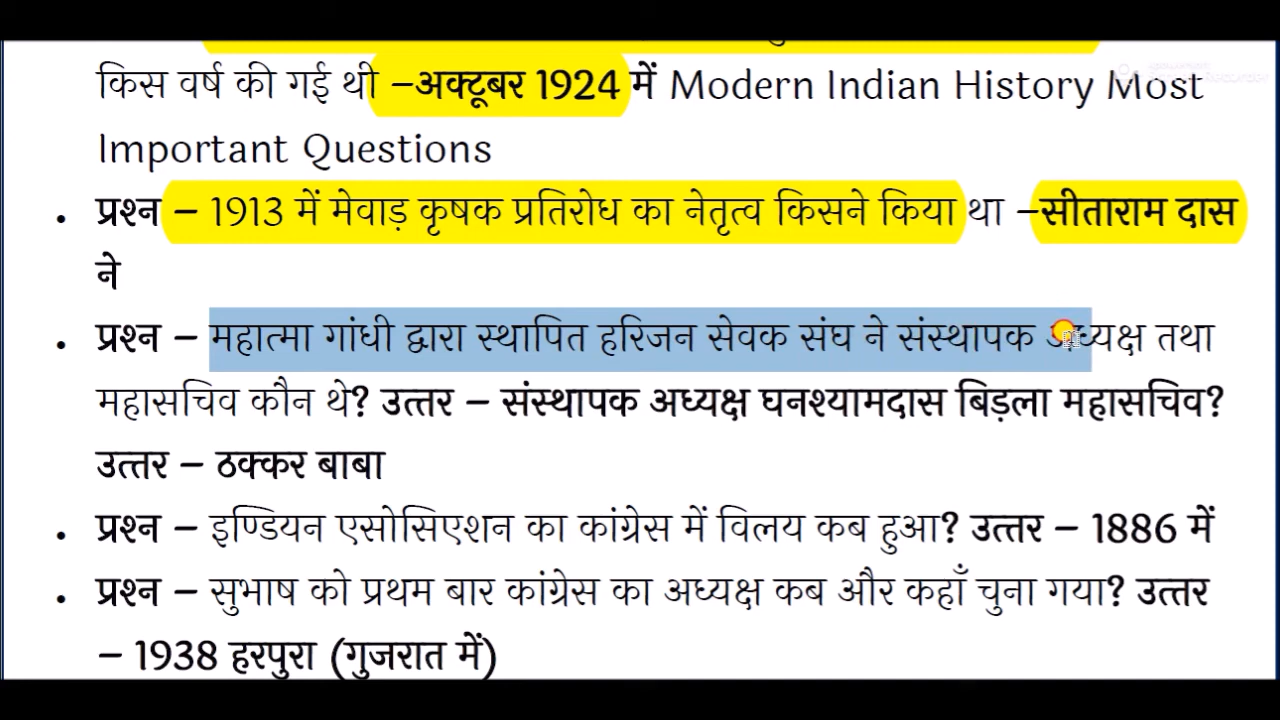 किस वर्ष की गई थी –अक्टूबर 1924 में Modern Indian History Most
Important Questions
• प्रश्न – 1913 में मेवाड़ कृषक प्रतिरोध का नेतृत्व किसने किया था –सीताराम दास
ने
• प्रश्न – महात्मा गांधी द्वारा स्थापित हरिजन सेवक संघ ने संस्थापक अध्यक्ष तथा
महासचिव कौन थे? उत्तर – संस्थापक अध्यक्ष घनश्यामदास बिड़ला महासचिव?
उत्तर – ठक्कर बाबा
• प्रश्न – इण्डियन एसोसिएशन का कांग्रेस में विलय कब हुआ? उत्तर – 1886 में
• प्रश्न – सुभाष को प्रथम बार कांग्रेस का अध्यक्ष कब और कहाँ चुना गया? उत्तर
– 1938 हरपुरा (गुजरात में)